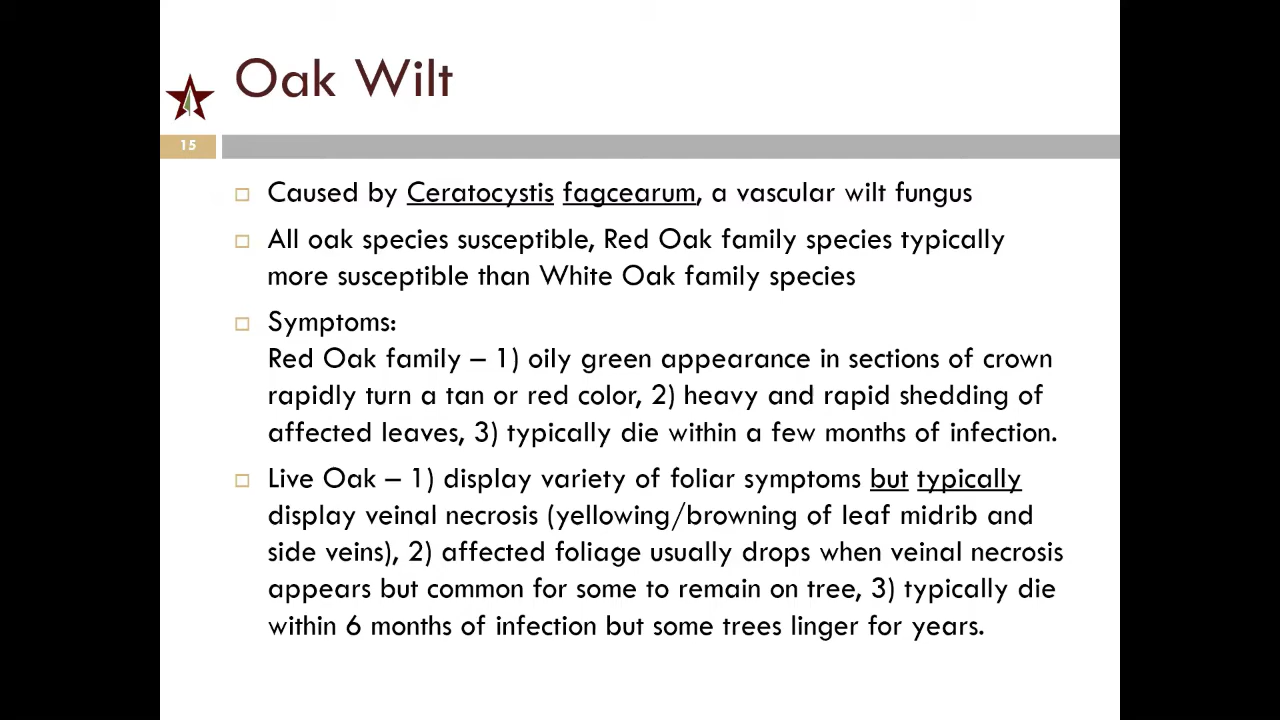 Oak Wilt
15
Caused by Ceratocystis fagcearum, a vascular wilt fungus
All oak species susceptible, Red Oak family species typically
more susceptible than White Oak family species
Symptoms:
Red Oak family – 1) oily green appearance in sections of crown
rapidly turn a tan or red color, 2) heavy and rapid shedding of
affected leaves, 3) typically die within a few months of infection.
Live Oak – 1) display variety of foliar symptoms but typically
display veinal necrosis (yellowing/browning of leaf midrib and
side veins), 2) affected foliage usually drops when veinal necrosis
appears but common for some to remain on tree, 3) typically die
within 6 months of infection but some trees linger for years.